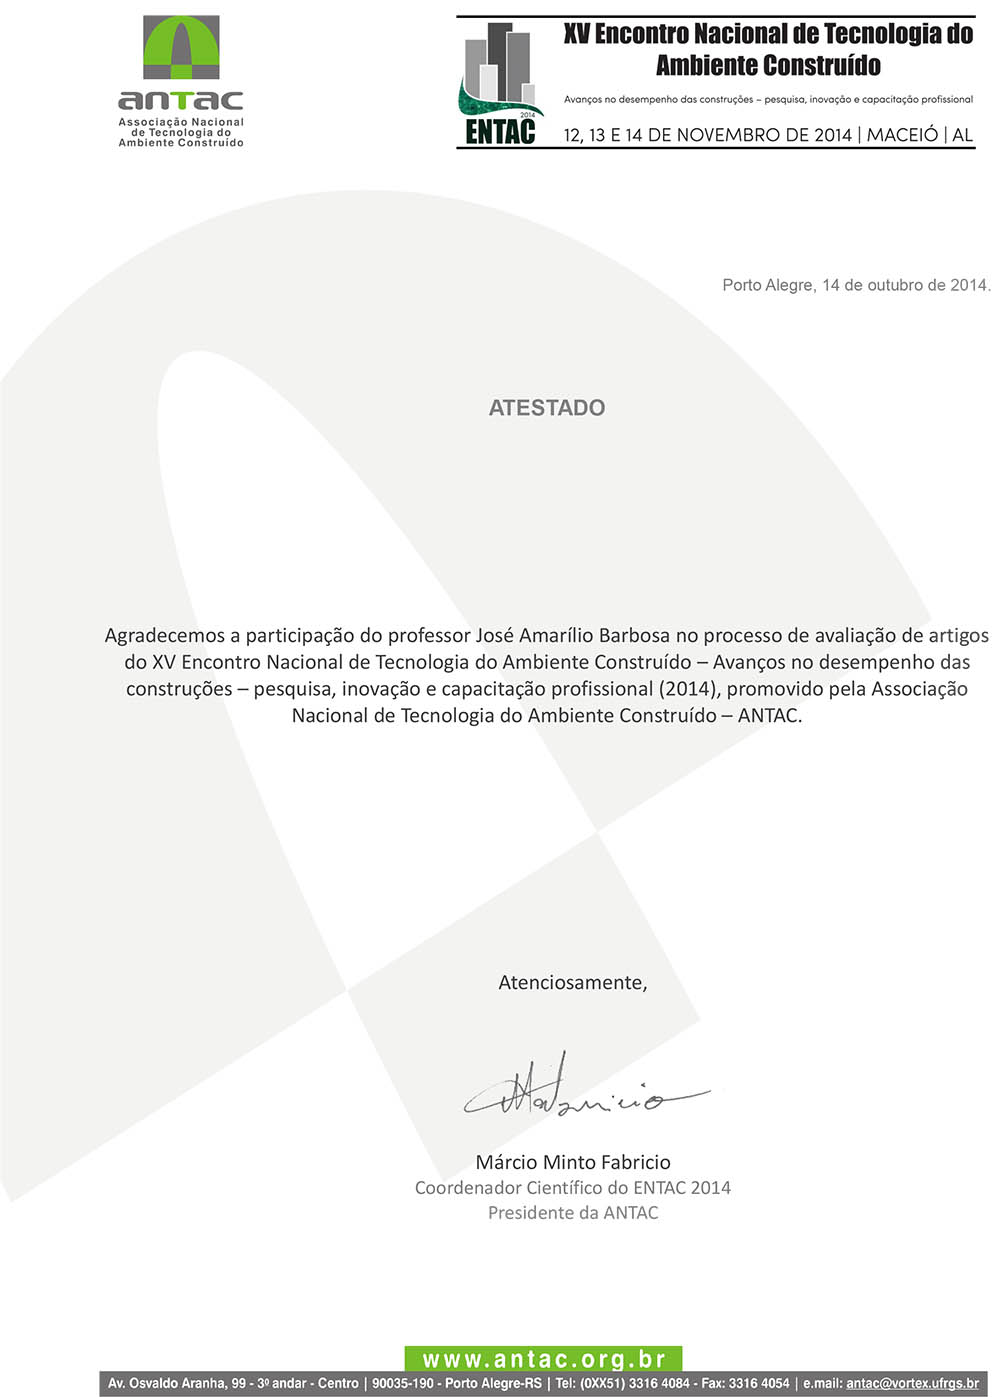 anTac
Associação Nacional
de Tecnologia do
Ambiente Construído
2014
ENTAC
XV Encontro Nacional de Tecnologia do
Ambiente Construído
Avanços no desempenho das construções – pesquisa, inovação e capacitação profissional
12, 13 E 14 DE NOVEMBRO DE 2014 | MACEIÓ | AL
Porto Alegre, 14 de outubro de 2014.
ATESTADO
Agradecemos a participação do professor José Amarílio Barbosa no processo de avaliação de artigos
do XV Encontro Nacional de Tecnologia do Ambiente Construído – Avanços no desempenho das
construções – pesquisa, inovação e capacitação profissional (2014), promovido pela Associação
Nacional de Tecnologia do Ambiente Construído – ANTAC.
Atenciosamente,
Márcio Minto Fabricio
Coordenador Científico do ENTAC 2014
Presidente da ANTAC
www.antac.org.br
Av. Osvaldo Aranha, 99 - 3º andar - Centro | 90035-190 - Porto Alegre-RS | Tel: (0XX51) 3316 4084 - Fax: 3316 4054 | e.mail: antac@vortex.ufrgs.br